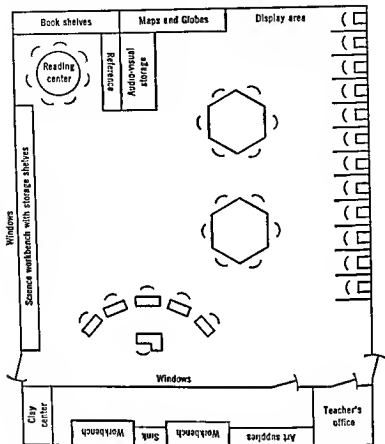 Book shelves
Maps and Globes
Display area
Reading
center
Reference
Audio-visual
storage
Windows
Science workbench with storage shelves
Windows
Clay
center
Workbench
Sink
Workbench
Art supplies
Teacher's
office